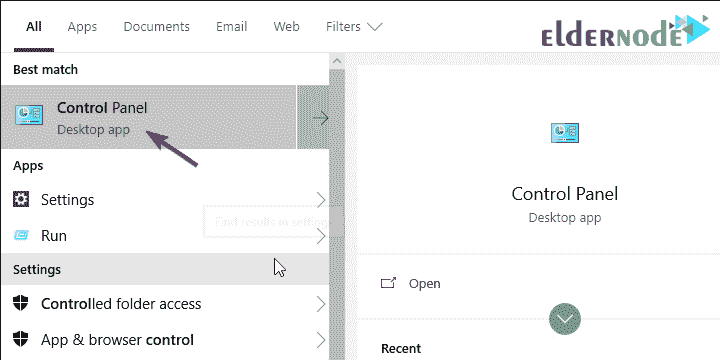 All Apps Documents Email Web Filters
eldernode
Best match
Control Panel
Desktop app
Apps
Settings
Find results in settings
Run
Settings
Controlled folder access
App & browser control
Control Panel
Desktop app
Open
Recent